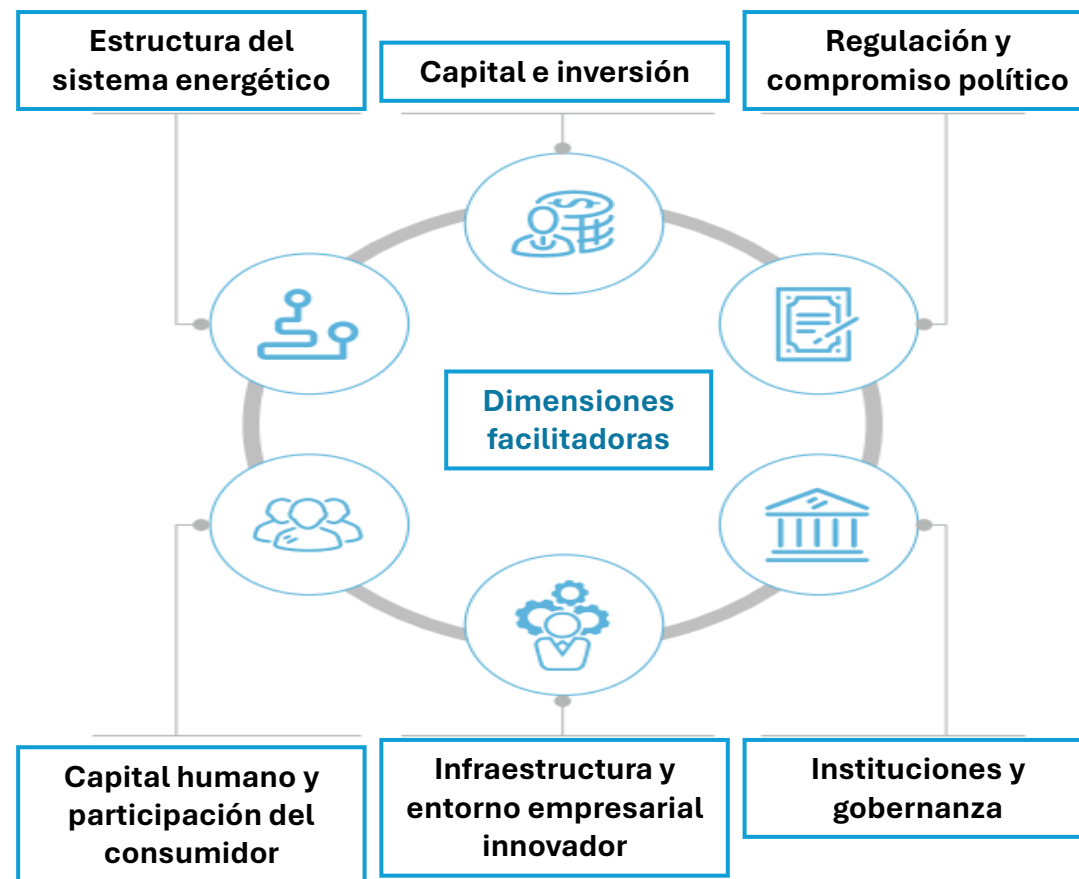 Estructura del
sistema energético
Capital e inversión
Regulación y
compromiso político
Dimensiones
facilitadoras
Capital humano y
participación del
consumidor
Infraestructura y
entorno empresarial
innovador
Instituciones y
gobernanza